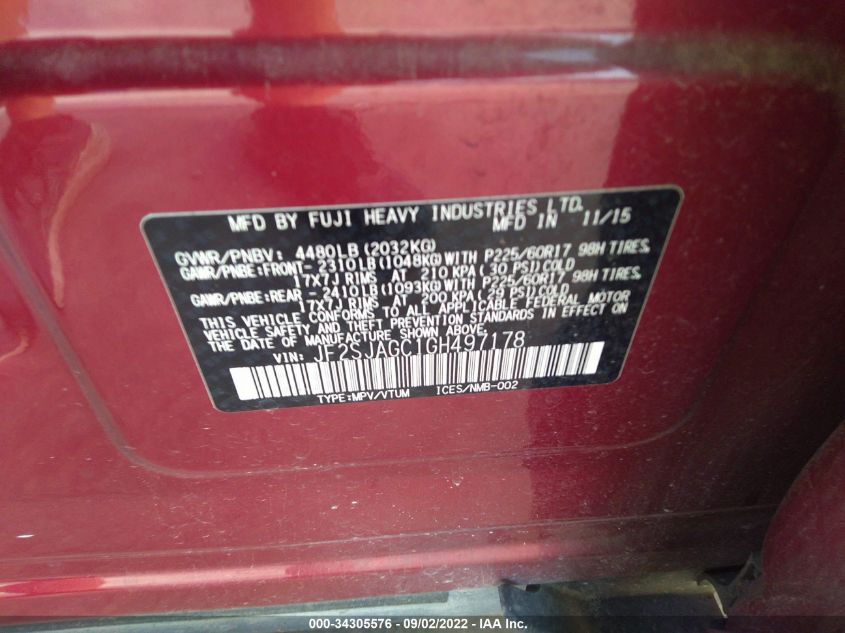 MFD BY FUJI HEAVY INDUSTRIES LTD.
MFD IN 11/15
GVWR/PNBV: 4480LB (2032KG)
GAWR/PNBE:FRONT- 2310LB (1048KG) WITH P225/60R17 98H TIRES,
17X7J RIMS AT 210 KPA ( 30 PSI) COLD
GAWR/PNBE:REAR - 2410LB (1093KG) WITH P225/60R17 98H TIRES,
17X7J RIMS AT 200 KPA ( 29 PSI) COLD
THIS VEHICLE CONFORMS TO ALL APPLICABLE FEDERAL MOTOR
VEHICLE SAFETY AND THEFT PREVENTION STANDARDS IN EFFECT ON
THE DATE OF MANUFACTURE SHOWN ABOVE.
VIN: JF2SJAGC1GH497178
TYPE:MPV/VTUM ICES/NMB-002
000-34305576 - 09/02/2022 - IAA Inc.